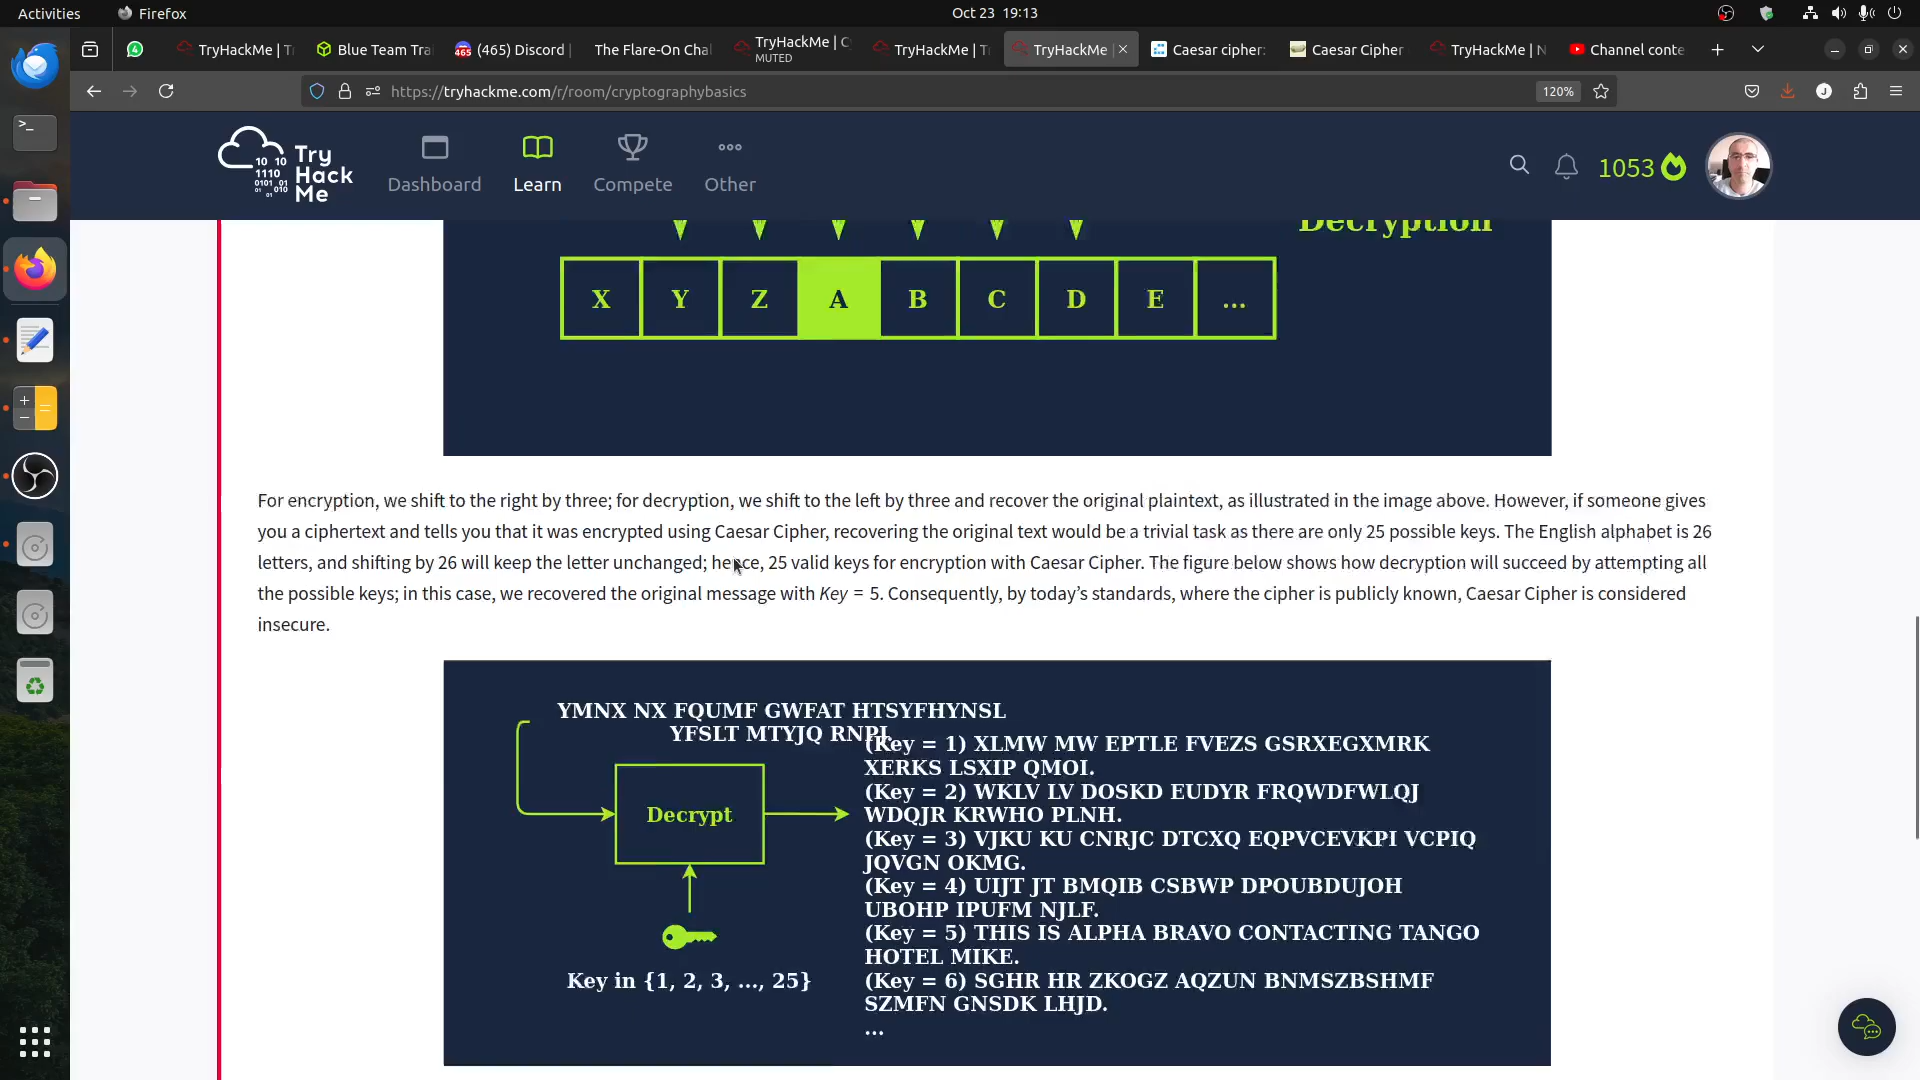 Activities
Firefox
Oct 23 19:13
TryHackMe | Tr
Blue Team Tra
(465) Discord |
The Flare-On Chal
TryHackMe | C
MUTED
TryHackMe | T
TryHackMe |
Caesar cipher:
Caesar Cipher
TryHackMe | N
Channel conte
https://tryhackme.com/r/room/cryptographybasics
120%
J
10 10
1110
0101 01
01 010
Try
Hack
Me
Dashboard
Learn
Compete
Other
1053
Decryption
X Y Z A B C D E ...
For encryption, we shift to the right by three; for decryption, we shift to the left by three and recover the original plaintext, as illustrated in the image above. However, if someone gives
you a ciphertext and tells you that it was encrypted using Caesar Cipher, recovering the original text would be a trivial task as there are only 25 possible keys. The English alphabet is 26
letters, and shifting by 26 will keep the letter unchanged; hence, 25 valid keys for encryption with Caesar Cipher. The figure below shows how decryption will succeed by attempting all
the possible keys; in this case, we recovered the original message with Key = 5. Consequently, by today’s standards, where the cipher is publicly known, Caesar Cipher is considered
insecure.
YMNX NX FQUMF GWFAT HTSYFHYNSL
YFSLT MTYJQ RNPJ.
Decrypt
Key in {1, 2, 3, ..., 25}
(Key = 1) XLMW MW EPTLE FVEZS GSRXEGXMRK
XERKS LSXIP QMOI.
(Key = 2) WKLV LV DOSKD EUDYR FRQWDFWLQJ
WDQJR KRWHO PLNH.
(Key = 3) VJKU KU CNRJC DTCXQ EQPVCEVKPI VCPIQ
JQVGN OKMG.
(Key = 4) UIJT JT BMQIB CSBWP DPOUBDUJOH
UBOHP IPUFM NJLF.
(Key = 5) THIS IS ALPHA BRAVO CONTACTING TANGO
HOTEL MIKE.
(Key = 6) SGHR HR ZKOGZ AQZUN BNMSZBSHMF
SZMFN GNSDK LHJD.
...